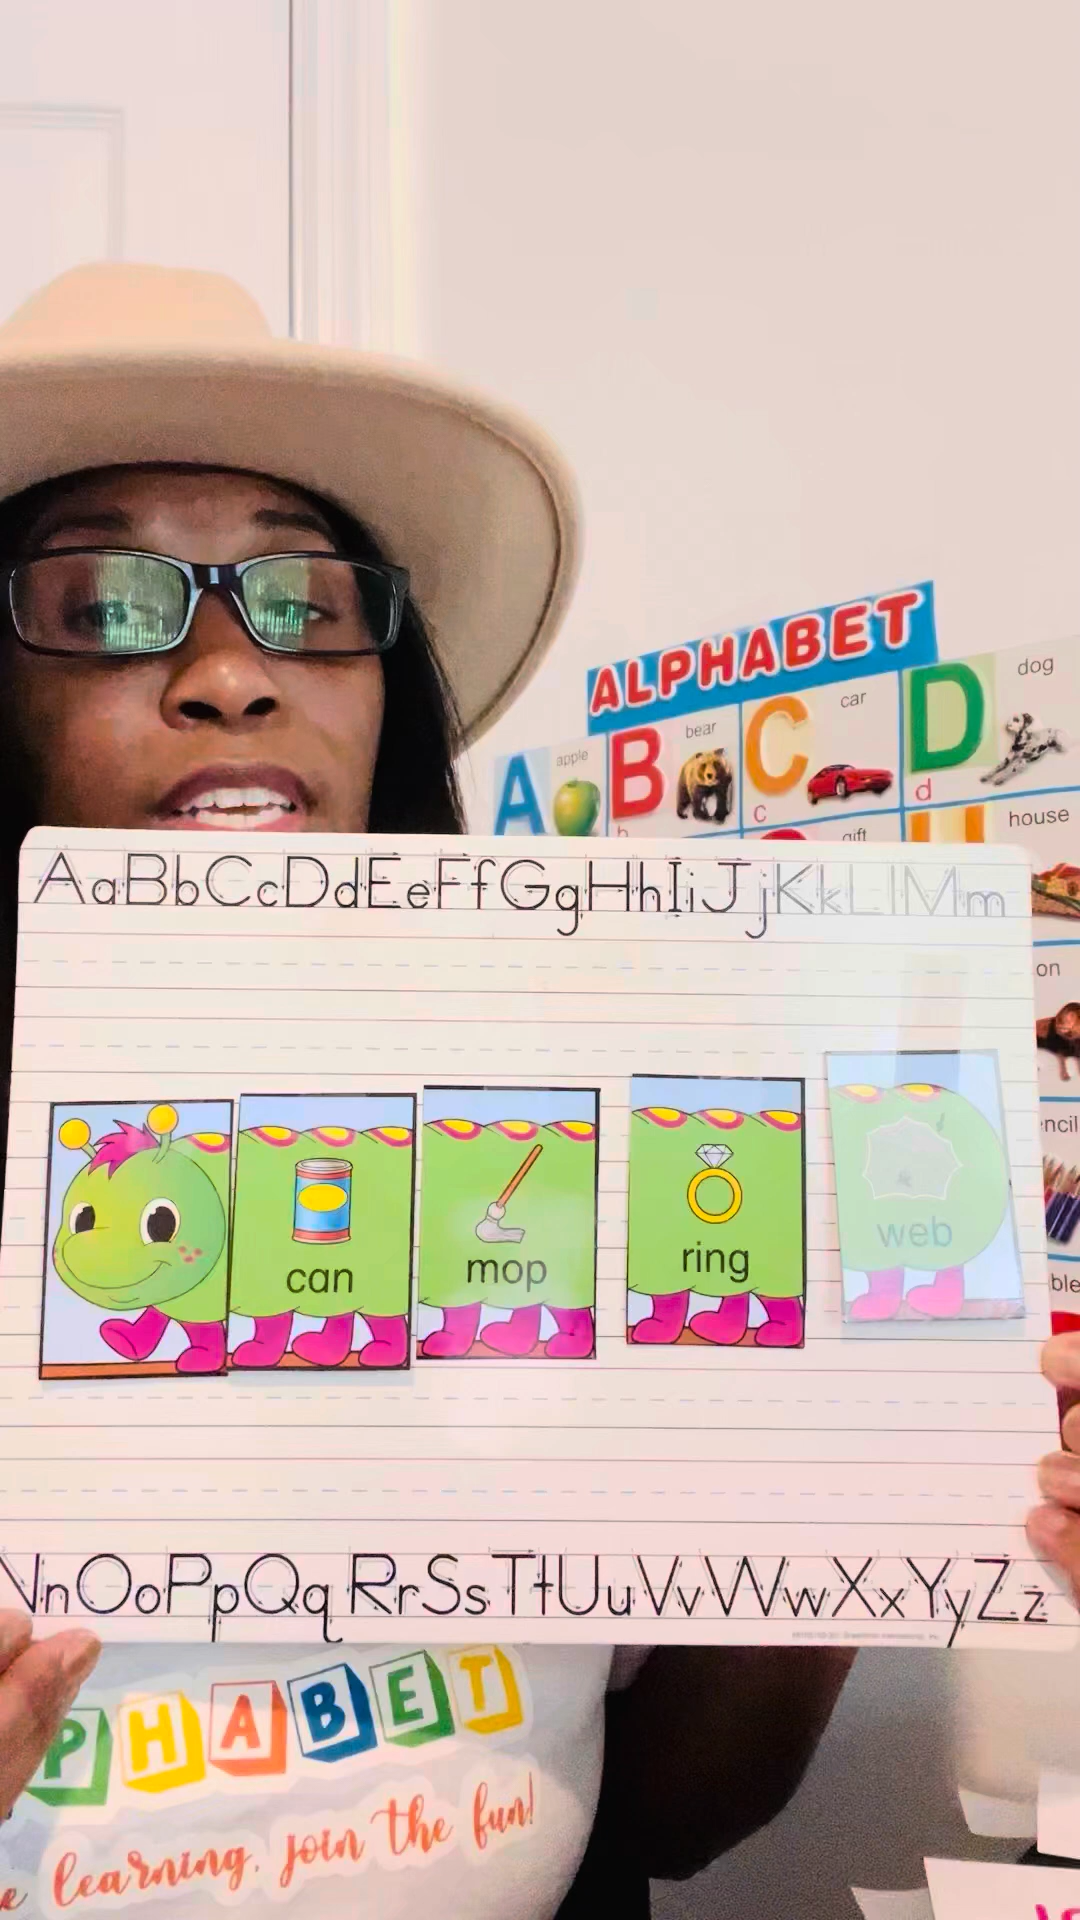 ALPHABET
A apple
B bear
b
C car
c
D dog
d
gift
house
AaBbCcDdEeFfGgHhIiJjKkLlMm
on
encil
ble
can
mop
ring
web
NnOoPpQqRrSsTtUuVvWwXxYyZz
PHABET
e learning, join the fun!